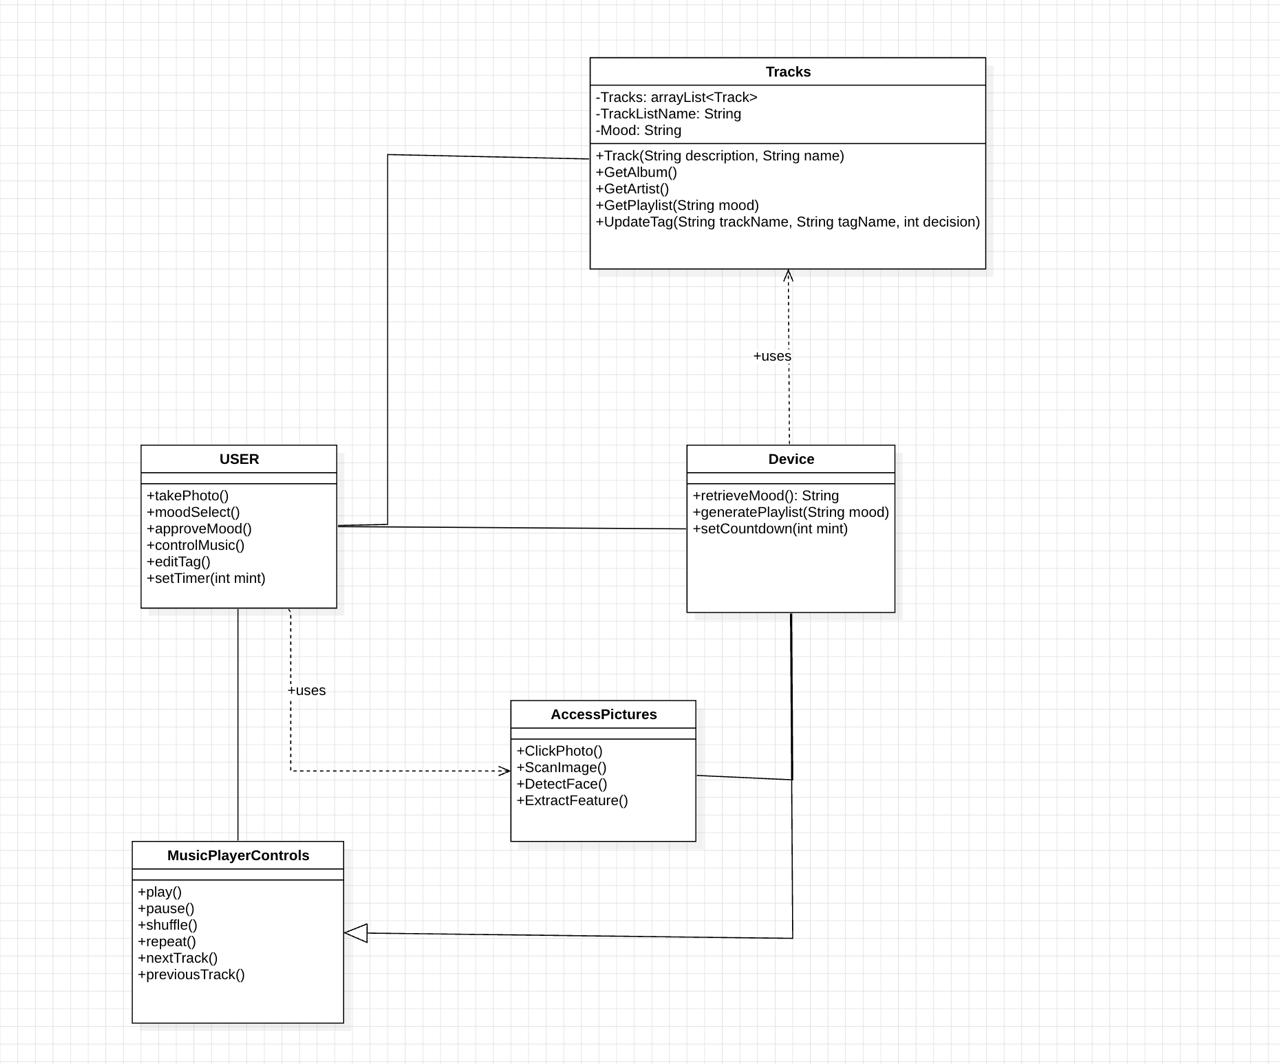 Tracks
-Tracks: arrayList<Track>
-TrackListName: String
-Mood: String
+Track(String description, String name)
+GetAlbum()
+GetArtist()
+GetPlaylist(String mood)
+UpdateTag(String trackName, String tagName, int decision)
+uses
USER
+takePhoto()
+moodSelect()
+approveMood()
+controlMusic()
+editTag()
+setTimer(int mint)
Device
+retrieveMood(): String
+generatePlaylist(String mood)
+setCountdown(int mint)
+uses
AccessPictures
+ClickPhoto()
+ScanImage()
+DetectFace()
+ExtractFeature()
MusicPlayerControls
+play()
+pause()
+shuffle()
+repeat()
+nextTrack()
+previousTrack()